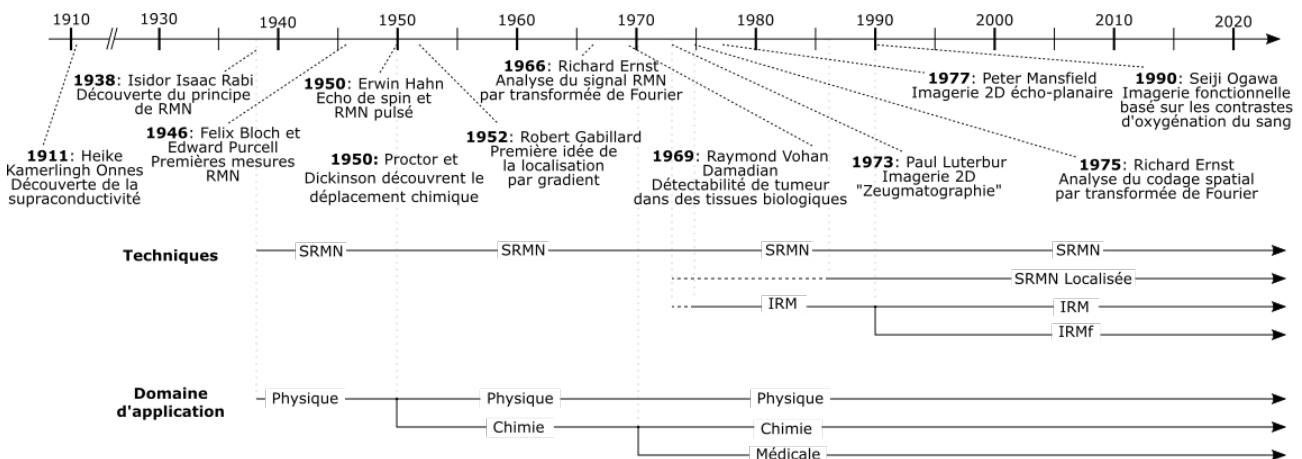 1910 1930 1940 1950 1960 1970 1980 1990 2000 2010 2020
1938: Isidor Isaac Rabi
Découverte du principe
de RMN
1946: Felix Bloch et
Edward Purcell
Premières mesures
RMN
1911: Heike
Kamerlingh Onnes
Découverte de la
supraconductivité
1950: Erwin Hahn
Echo de spin et
RMN pulsé
1950: Proctor et
Dickinson découvrent le
déplacement chimique
1952: Robert Gabillard
Première idée de
la localisation
par gradient
1966: Richard Ernst
Analyse du signal RMN
par transformée de Fourier
1969: Raymond Vohan
Damadian
Détectabilité de tumeur
dans des tissues biologiques
1973: Paul Luterbur
Imagerie 2D
"Zeugmatographie"
1977: Peter Mansfield
Imagerie 2D écho-planaire
1975: Richard Ernst
Analyse du codage spatial
par transformée de Fourier
1990: Seiji Ogawa
Imagerie fonctionnelle
basé sur les contrastes
d'oxygénation du sang
Techniques
SRMN SRMN SRMN SRMN
SRMN Localisée
IRM IRM
IRMf
Domaine
d'application
Physique Physique Physique
Chimie Chimie
Médicale